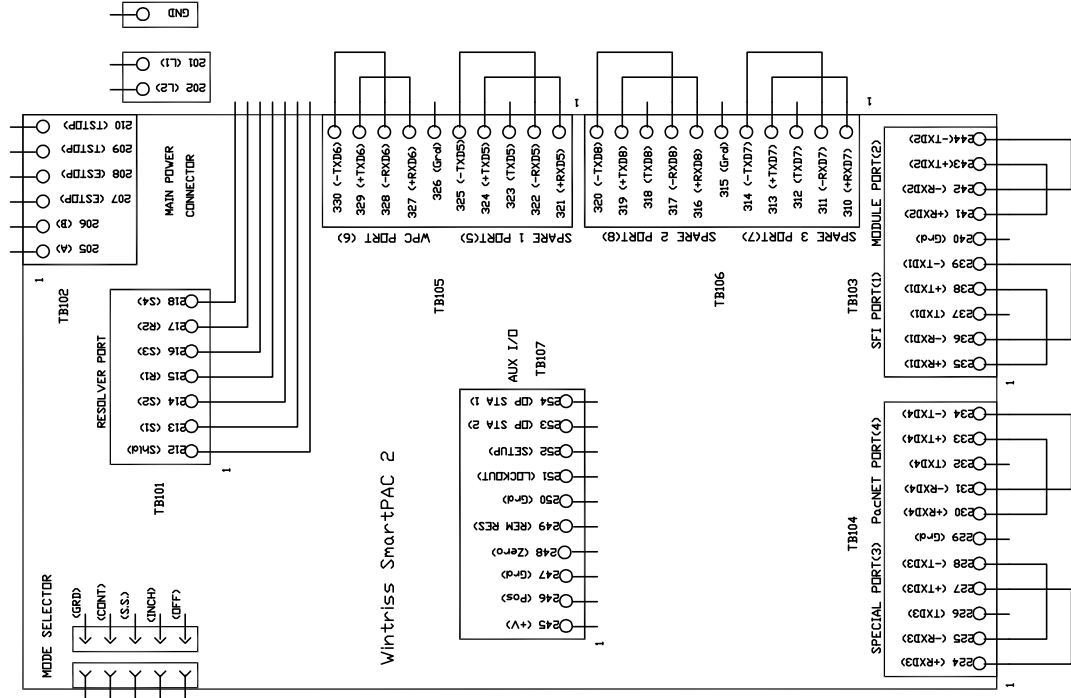 GND
201 (L1)
202 (L2)
210 (TSTOP)
209 (TSTOP)
208 (ESTOP)
207 (ESTOP)
206 (B)
205 (A)
MAIN POWER
CONNECTOR
1
TB102
330 (-TXD6)
329 (+TXD6)
328 (-RXD6)
327 (+RXD6)
326 (Grd)
325 (-TXD5)
324 (+TXD5)
323 (TXD5)
322 (-RXD5)
321 (+RXD5)
1
WPC PORT (6)
SPARE 1 PORT(5)
TB105
320 (-TXD8)
319 (+TXD8)
318 (TXD8)
317 (-RXD8)
316 (+RXD8)
315 (Grd)
314 (-TXD7)
313 (+TXD7)
312 (TXD7)
311 (-RXD7)
310 (+RXD7)
1
SPARE 2 PORT(8)
SPARE 3 PORT(7)
TB106
244(-TXD2)
243(+TXD2)
242 (-RXD2)
241 (+RXD2)
240 (Grd)
239 (-TXD1)
238 (+TXD1)
237 (TXD1)
236 (-RXD1)
235 (+RXD1)
MODULE PORT(2)
SFI PORT(1)
TB103
1
218 (S4)
217 (R2)
216 (S3)
215 (R1)
214 (S2)
213 (S1)
212 (Shld)
RESOLVER PORT
1
TB101
AUX I/O
TB107
254 (OP STA 1)
253 (OP STA 2)
252 (SETUP)
251 (LOCKOUT)
250 (Grd)
249 (REM RES)
248 (Zero)
247 (Grd)
246 (Pos)
245 (+V)
1
Wintriss SmartPAC 2
234 (-TXD4)
233 (+TXD4)
232 (TXD4)
231 (-RXD4)
230 (+RXD4)
229 (Grd)
228 (-TXD3)
227 (+TXD3)
226 (TXD3)
225 (-RXD3)
224 (+RXD3)
PacNET PORT(4)
SPECIAL PORT(3)
TB104
1
MODE SELECTOR
(GRD)
(CONT)
(S.S.)
(INCH)
(OFF)